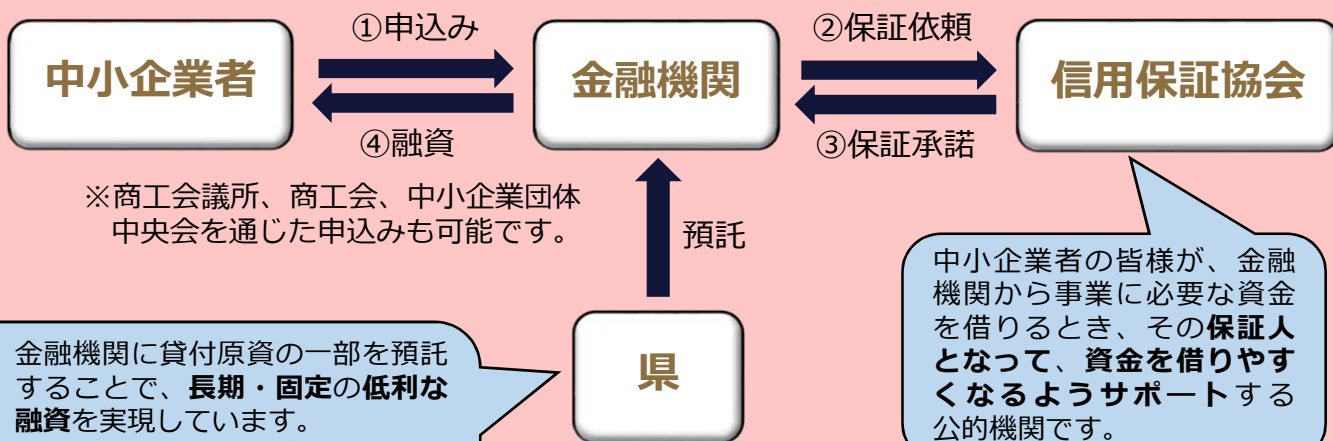 ①申込み
②保証依頼
中小企業者
金融機関
信用保証協会
④融資
③保証承諾
※商工会議所、商工会、中小企業団体
中央会を通じた申込みも可能です。
預託
県
金融機関に貸付原資の一部を預託
することで、長期・固定の低利な
融資を実現しています。
中小企業者の皆様が、金融
機関から事業に必要な資金
を借りるとき、その保証人
となって、資金を借りやす
くなるようサポートする
公的機関です。